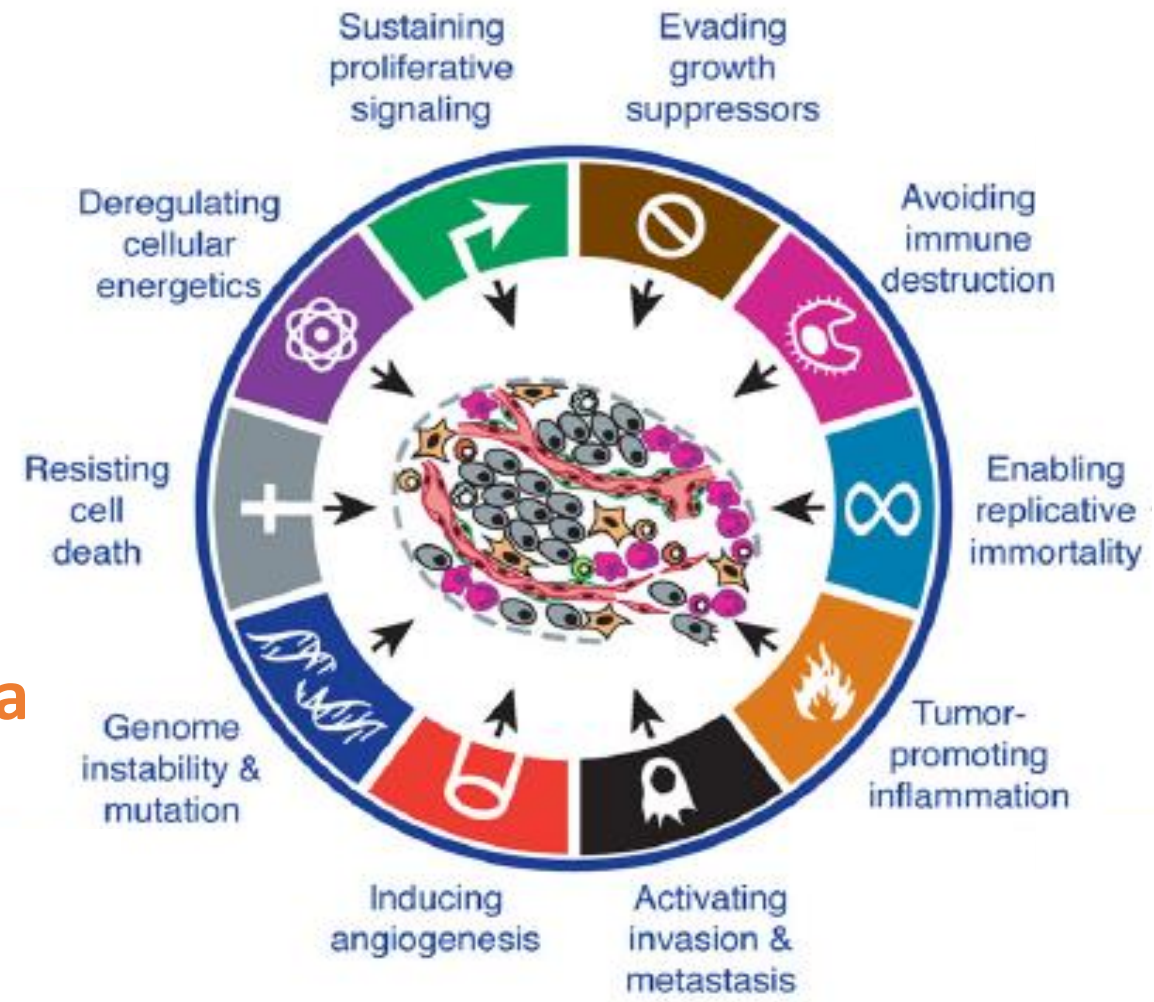 Sustaining
proliferative
signaling
Evading
growth
suppressors
Avoiding
immune
destruction
Enabling
replicative
immortality
Tumor-
promoting
inflammation
Activating
invasion &
metastasis
Inducing
angiogenesis
Genome
instability &
mutation
Resisting
cell
death
Deregulating
cellular
energetics
a